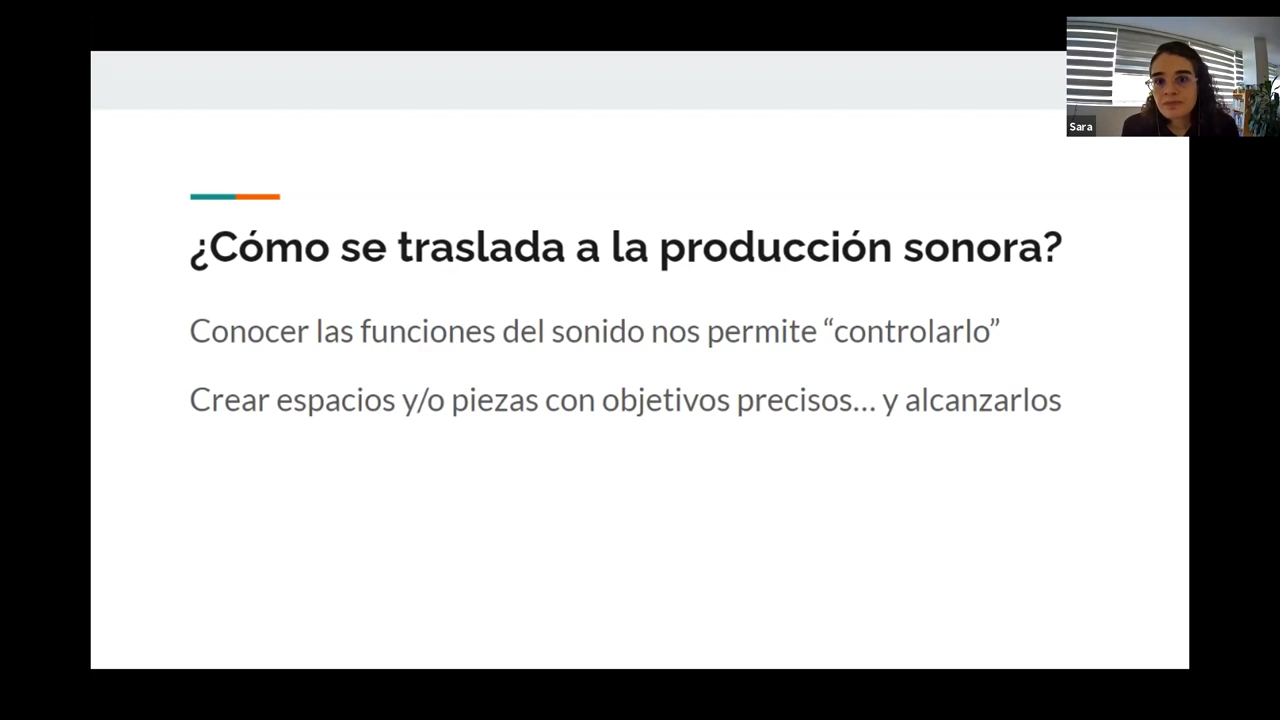 ¿Cómo se traslada a la producción sonora?
Conocer las funciones del sonido nos permite “controlarlo”
Crear espacios y/o piezas con objetivos precisos... y alcanzarlos
Sara